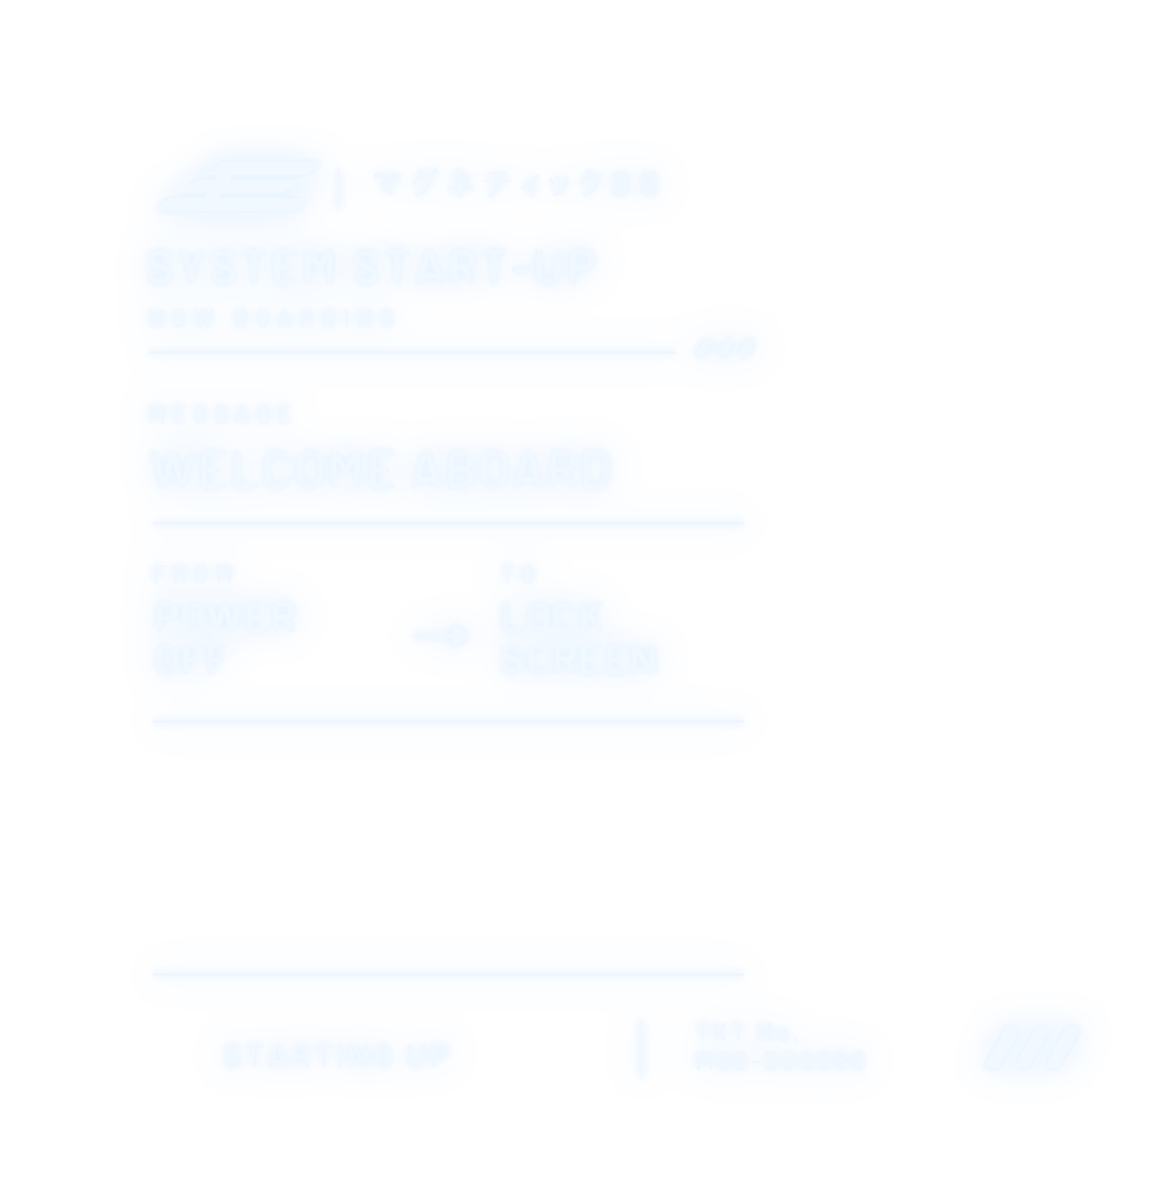 マグネティック
SYSTEM START-UP
NOW BOARDING
MESSAGE
WELCOME ABOARD
FROM
TO
POWER
OFF
LOCK
SCREEN
STARTING UP
TKT No.